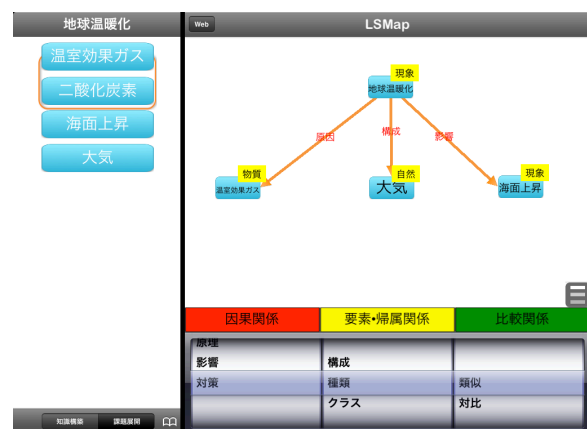 地球温暖化
温室効果ガス
二酸化炭素
海面上昇
大気
知識構築
課題展開
Web
LSMap
現象
地球温暖化
原因
構成
影響
物質
温室効果ガス
自然
大気
現象
海面上昇
因果関係
要素•帰属関係
比較関係
原理
影響
構成
対策
種類
類似
クラス
対比